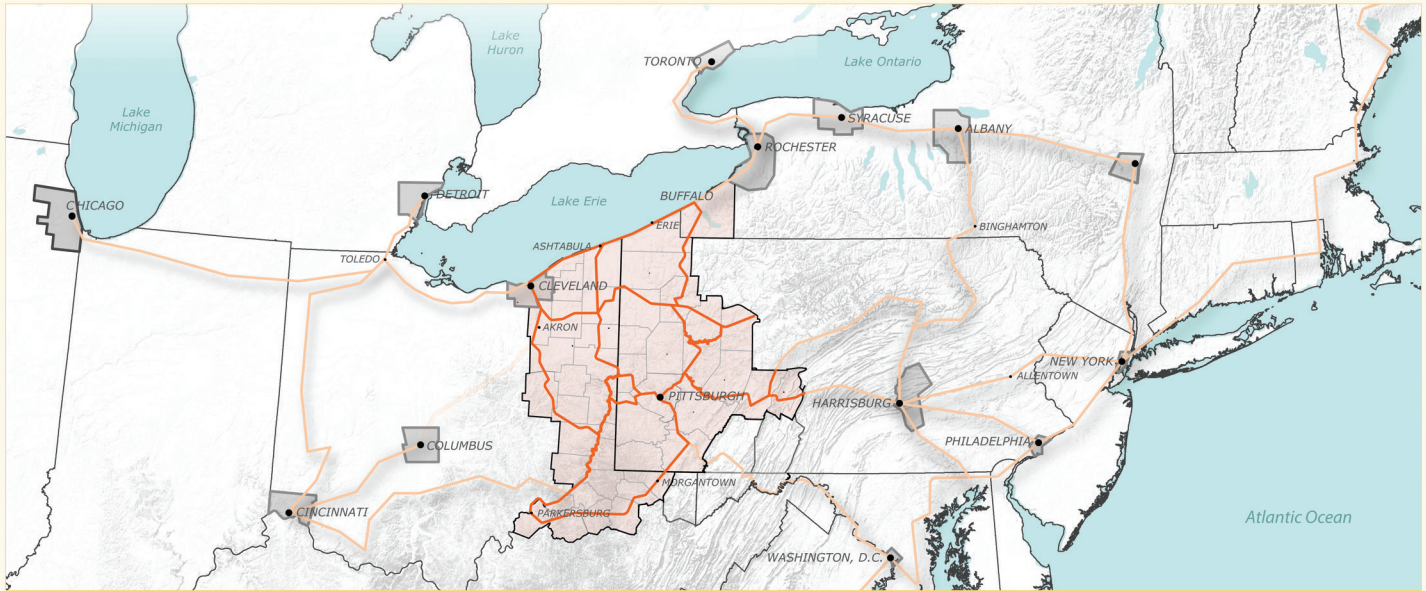 Lake
Huron
TORONTO
Lake Ontario
Lake
Michigan
SYRACUSE
ALBANY
ROCHESTER
DETROIT
BUFFALO
Lake Erie
CHICAGO
ERIE
BINGHAMTON
ASHTABULA
TOLEDO
CLEVELAND
AKRON
NEW YORK
ALLENTOWN
PITTSBURGH
HARRISBURG
PHILADELPHIA
COLUMBUS
MORGANTOWN
CINCINNATI
PARKERSBURG
Atlantic Ocean
WASHINGTON, D.C.